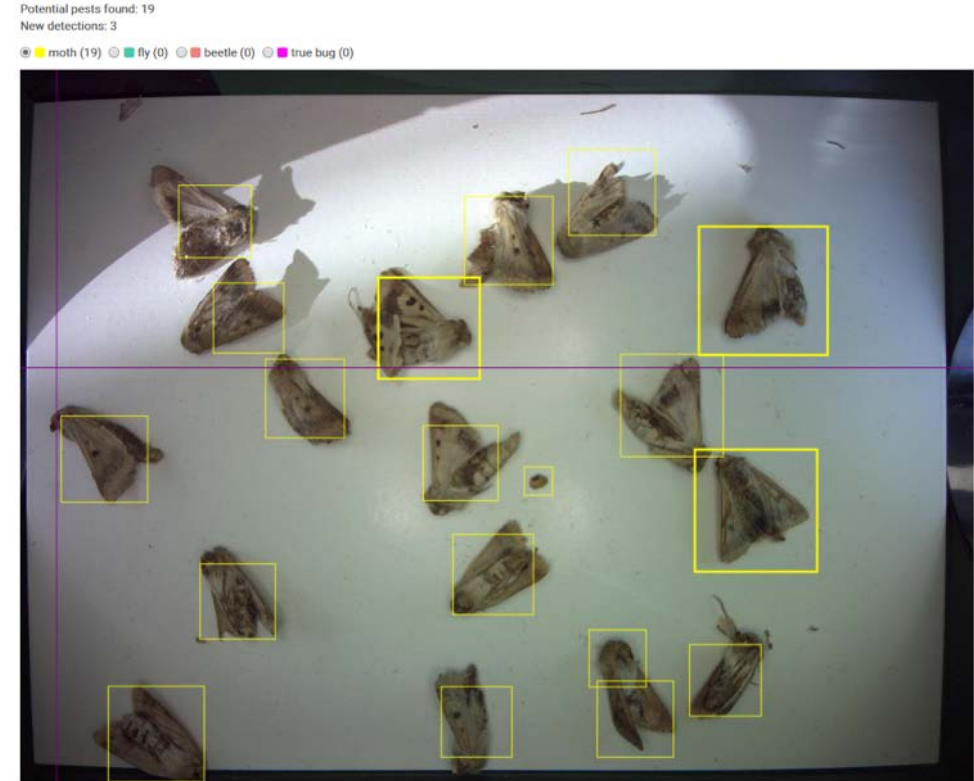 Potential pests found: 19
New detections: 3
moth (19) fly (0) beetle (0) true bug (0)